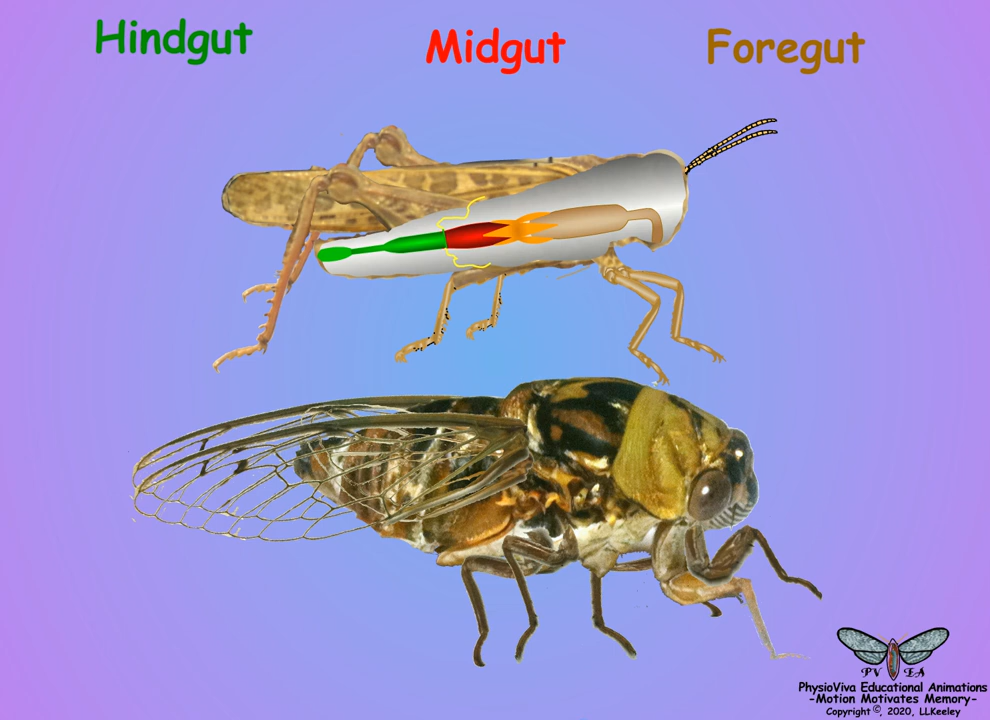 Hindgut Midgut Foregut
PV EA
PhysioViva Educational Animations
-Motion Motivates Memory-
Copyright ©, 2020, LLKeeley